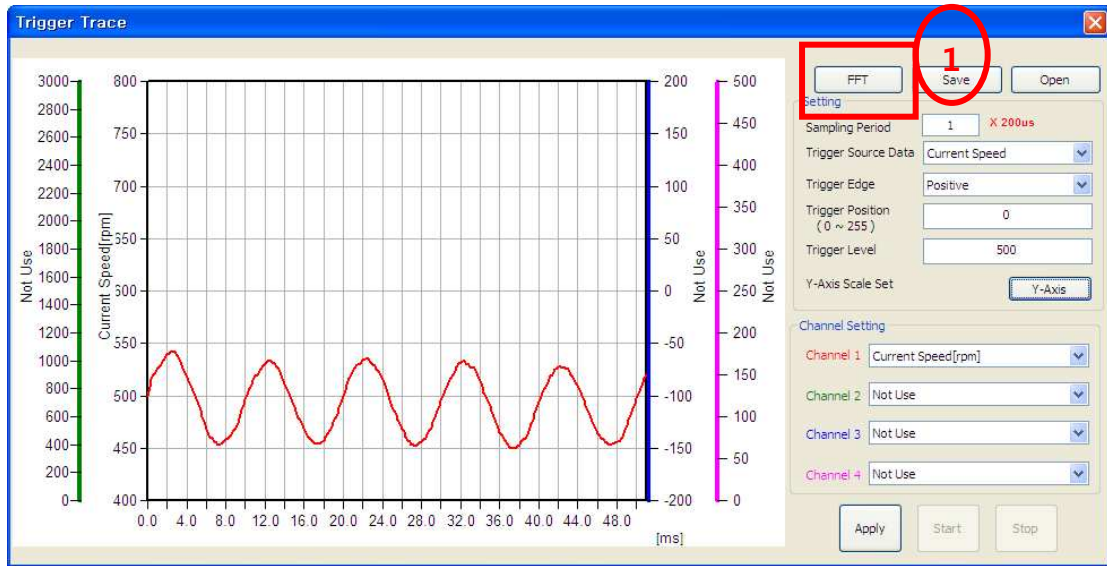 Trigger Trace
1
FFT
Save
Open
Setting
Sampling Period
1
X 200us
Trigger Source Data
Current Speed
Trigger Edge
Positive
Trigger Position
( 0 ~ 255 )
0
Trigger Level
500
Y-Axis Scale Set
Y-Axis
Channel Setting
Channel 1
Current Speed[rpm]
Channel 2
Not Use
Channel 3
Not Use
Channel 4
Not Use
Apply
Start
Stop
3000
2800
2600
2400
2200
2000
1800
1600
1400
1200
1000
800
600
400
200
0
Not Use
800
750
700
650
600
550
500
450
400
Current Speed[rpm]
200
150
100
50
0
-50
-100
-150
-200
Not Use
500
450
400
350
300
250
200
150
100
50
0
Not Use
0.0 4.0 8.0 12.0 16.0 20.0 24.0 28.0 32.0 36.0 40.0 44.0 48.0
[ms]